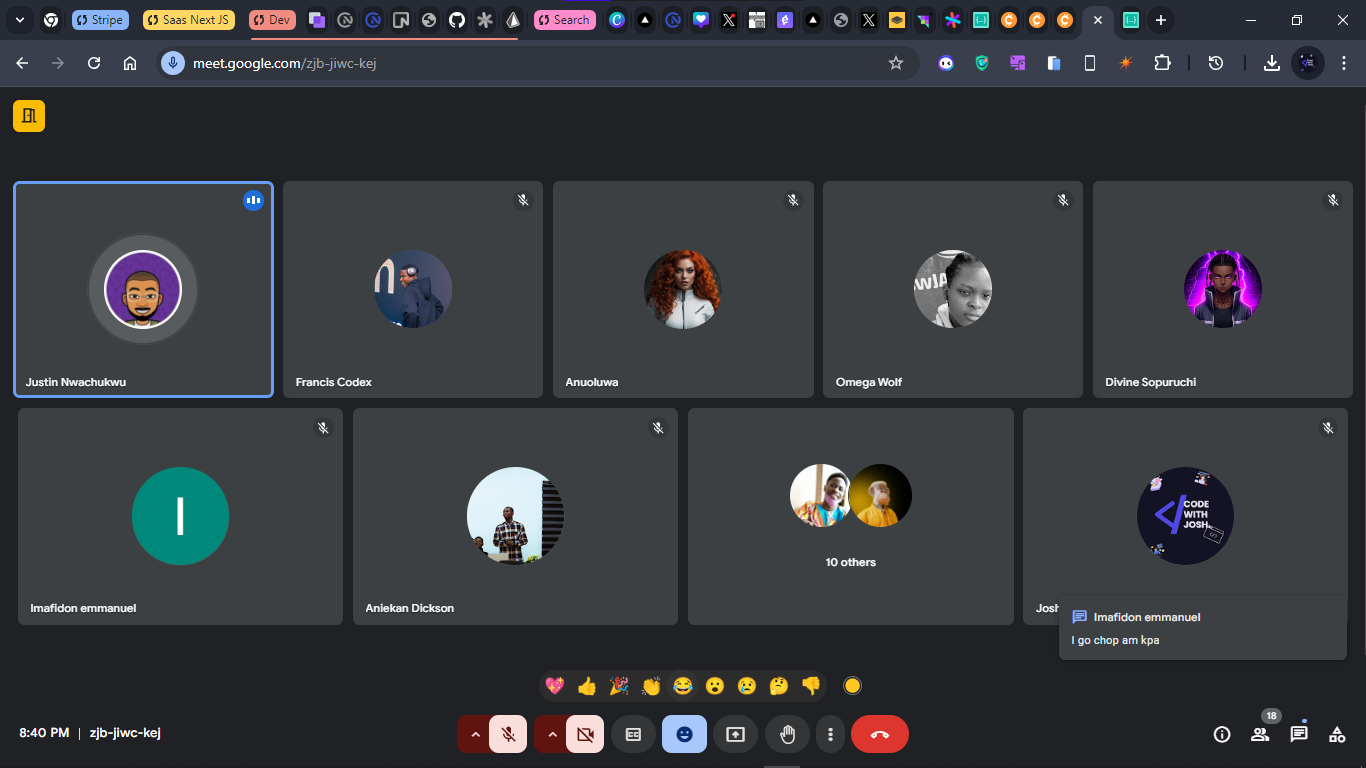 Stripe
Saas Next JS
Dev
Search
meet.google.com/zjb-jiwc-kej
Justin Nwachukwu
Francis Codex
Anuoluwa
Omega Wolf
Divine Sopuruchi
Imafidon emmanuel
Aniekan Dickson
10 others
CODE
WITH
JOSH
Josh
Imafidon emmanuel
I go chop am kpa
8:40 PM | zjb-jiwc-kej
18